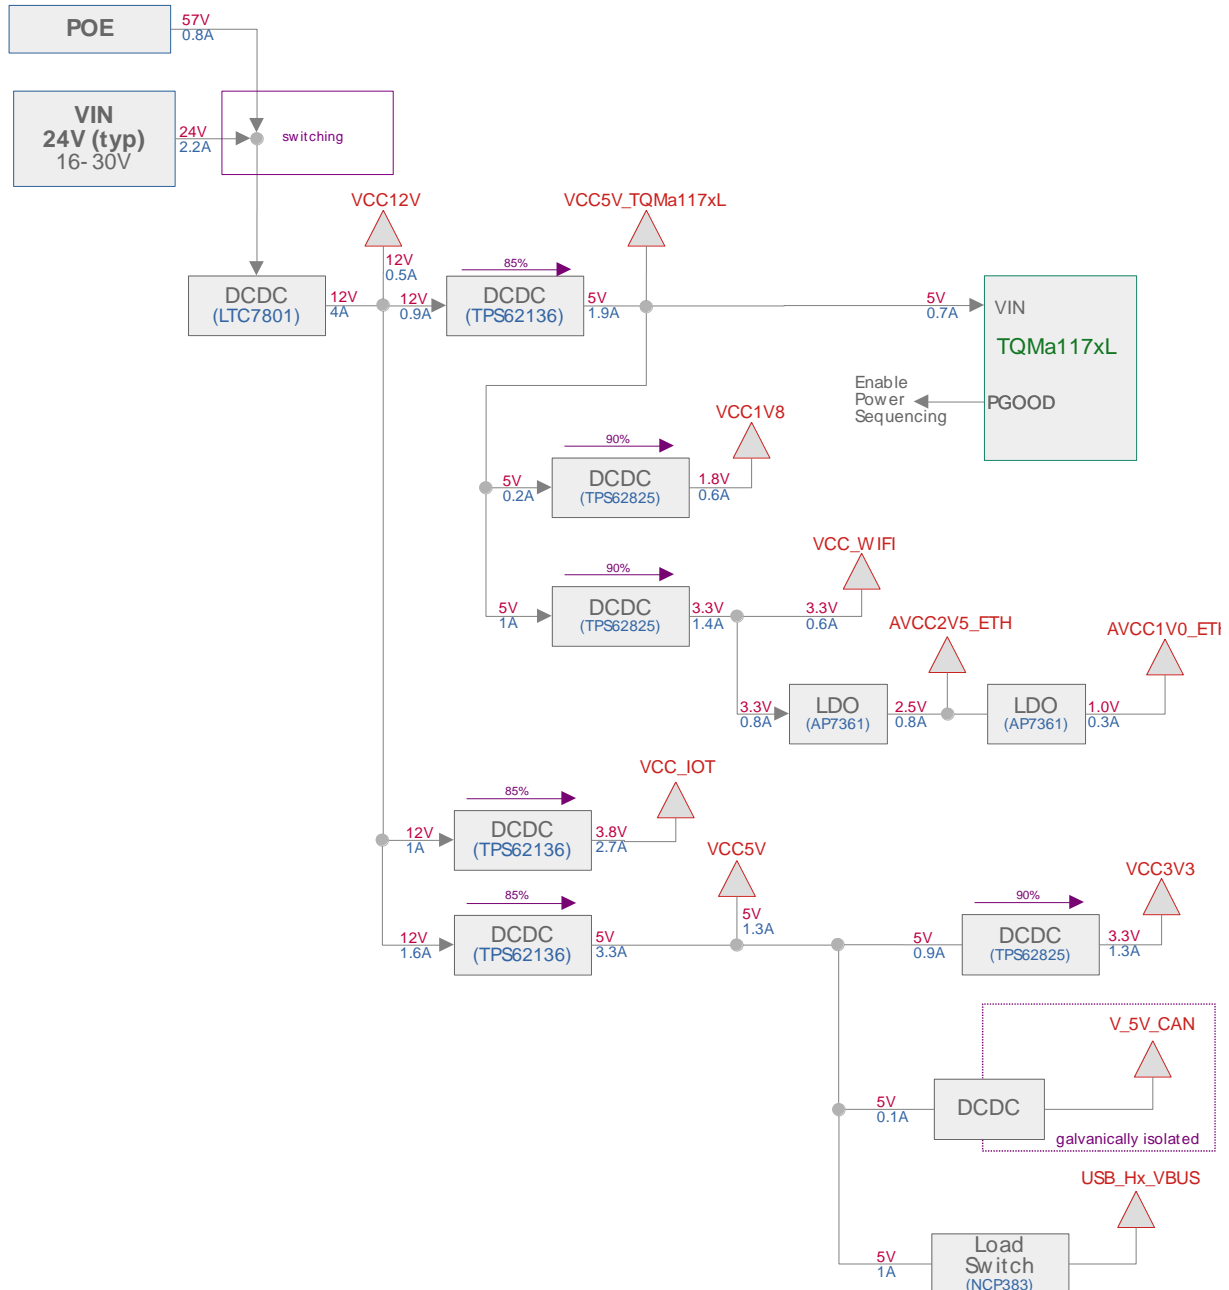 POE
57V
0.8A
VIN
24V (typ)
16-30V
24V
2.2A
switching
VCC12V
12V
0.5A
VCC5V_TQMa117xL
DCDC
(LTC7801)
12V
4A
12V
0.9A
85%
DCDC
(TPS62136)
5V
1.9A
5V
0.7A
VIN
TQMa117xL
PGOOD
Enable
Power
Sequencing
VCC1V8
90%
5V
0.2A
DCDC
(TPS62825)
1.8V
0.6A
VCC_WIFI
90%
5V
1A
DCDC
(TPS62825)
3.3V
1.4A
3.3V
0.6A
AVCC2V5_ETH
3.3V
0.8A
LDO
(AP7361)
2.5V
0.8A
LDO
(AP7361)
1.0V
0.3A
VCC_IOT
85%
12V
1A
DCDC
(TPS62136)
3.8V
2.7A
VCC5V
5V
1.3A
85%
12V
1.6A
DCDC
(TPS62136)
5V
3.3A
VCC3V3
90%
5V
0.9A
DCDC
(TPS62825)
3.3V
1.3A
V_5V_CAN
5V
0.1A
DCDC
galvanically isolated
USB_Hx_VBUS
5V
1A
Load
Switch
(NCP383)